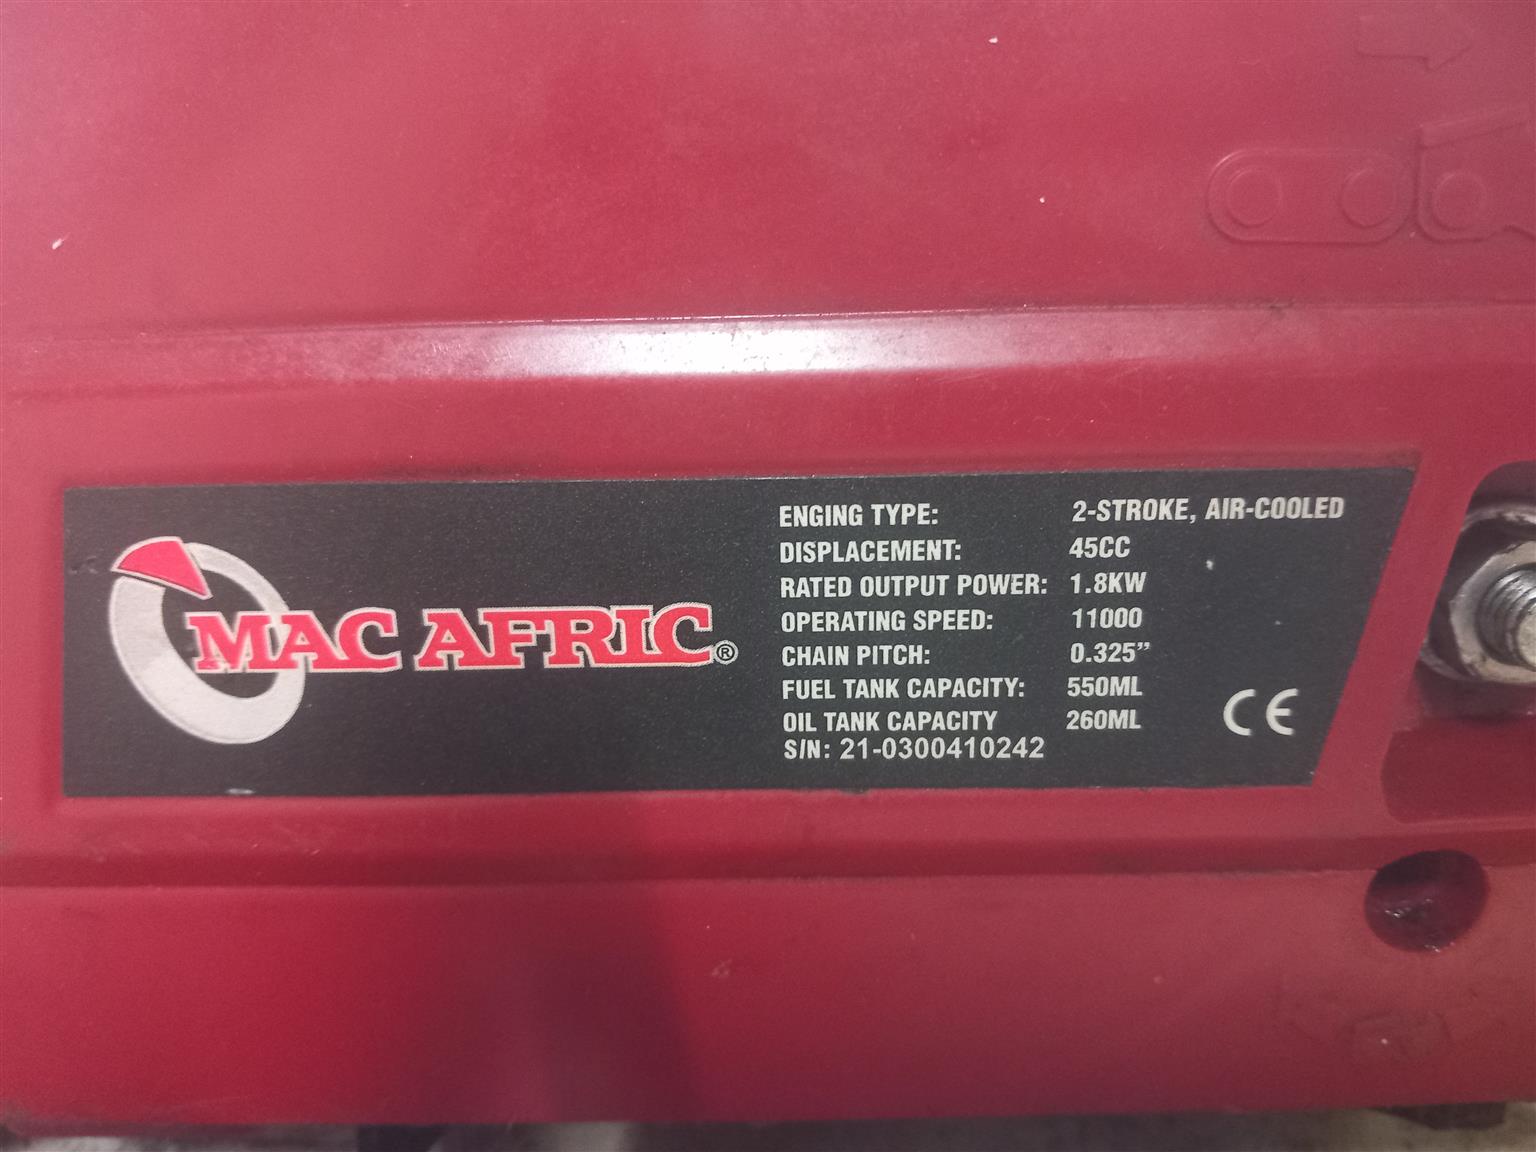 MAC AFRIC®
ENGING TYPE: 2-STROKE, AIR-COOLED
DISPLACEMENT: 45CC
RATED OUTPUT POWER: 1.8KW
OPERATING SPEED: 11000
CHAIN PITCH: 0.325”
FUEL TANK CAPACITY: 550ML
OIL TANK CAPACITY 260ML
S/N: 21-0300410242
CE